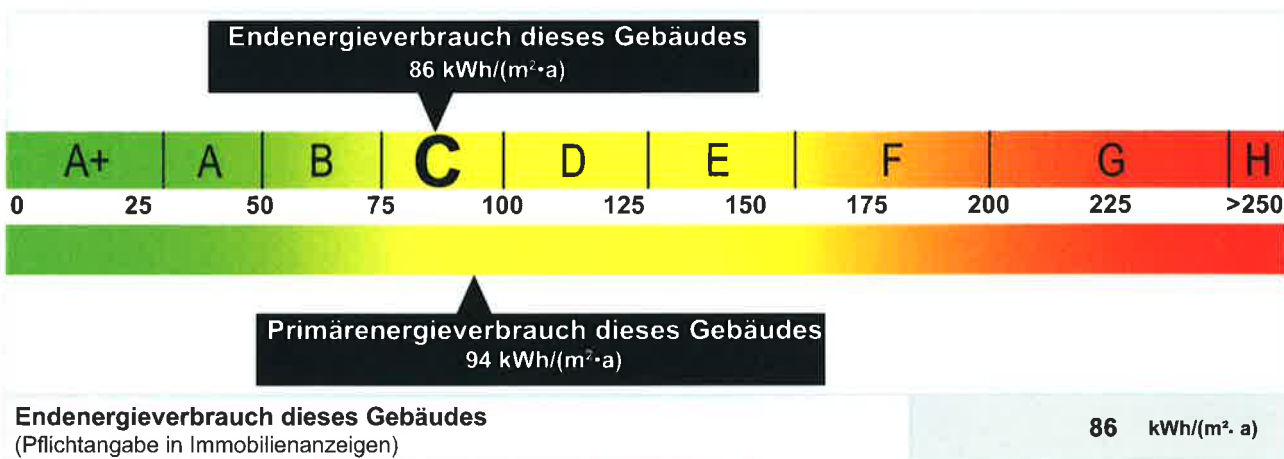 Endenergieverbrauch dieses Gebäudes
86 kWh/(m²·a)
A+ A B C D E F G H
0 25 50 75 100 125 150 175 200 225 >250
Primärenergieverbrauch dieses Gebäudes
94 kWh/(m²·a)
Endenergieverbrauch dieses Gebäudes
(Pflichtangabe in Immobilienanzeigen)
86 kWh/(m². a)